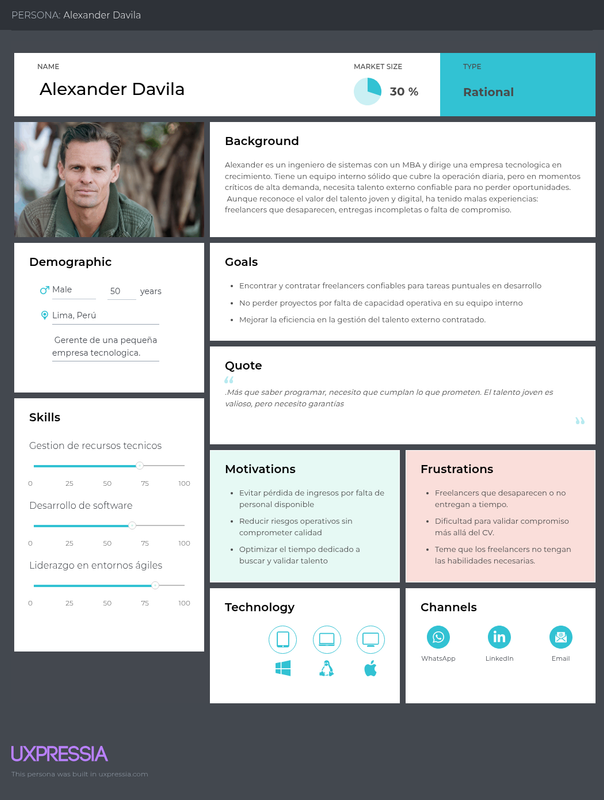 PERSONA: Alexander Davila
NAME
Alexander Davila
MARKET SIZE
30 %
TYPE
Rational
Background
Alexander es un ingeniero de sistemas con un MBA y dirige una empresa tecnologica en
crecimiento. Tiene un equipo interno sólido que cubre la operación diaria, pero en momentos
críticos de alta demanda, necesita talento externo confiable para no perder oportunidades.
Aunque reconoce el valor del talento joven y digital, ha tenido malas experiencias:
freelancers que desaparecen, entregas incompletas o falta de compromiso.
Demographic
Male
50 years
Lima, Perú
Gerente de una pequeña
empresa tecnologica.
Goals
• Encontrar y contratar freelancers confiables para tareas puntuales en desarrollo
• No perder proyectos por falta de capacidad operativa en su equipo interno
• Mejorar la eficiencia en la gestión del talento externo contratado.
Quote
“
.Más que saber programar, necesito que cumplan lo que prometen. El talento joven es
valioso, pero necesito garantías
”
Skills
Gestion de recursos tecnicos
0 25 50 75 100
Desarrollo de software
0 25 50 75 100
Liderazgo en entornos ágiles
0 25 50 75 100
Motivations
• Evitar pérdida de ingresos por falta de
personal disponible
• Reducir riesgos operativos sin
comprometer calidad
• Optimizar el tiempo dedicado a
buscar y validar talento
Frustrations
• Freelancers que desaparecen o no
entregan a tiempo.
• Dificultad para validar compromiso
más allá del CV.
• Teme que los freelancers no tengan
las habilidades necesarias.
Technology
Channels
in
WhatsApp
LinkedIn
Email
UXPRESSIA
This persona was built in uxpressia.com